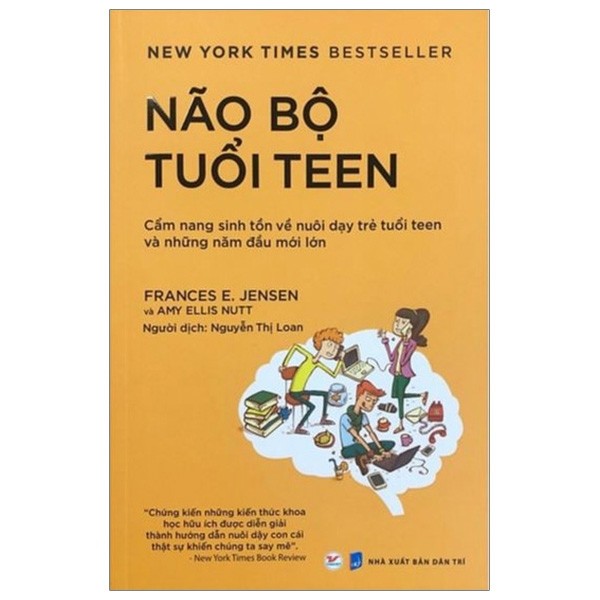 NEW YORK TIMES BESTSELLER
NÃO BỘ
TUỔI TEEN
Cẩm nang sinh tồn về nuôi dạy trẻ tuổi teen
và những năm đầu mới lớn
FRANCES E. JENSEN
và AMY ELLIS NUTT
Người dịch: Nguyễn Thị Loan
"Chứng kiến những kiến thức khoa
học hữu ích được diễn giải
thành hướng dẫn nuôi dậy con cái
thật sự khiến chúng ta say mê".
- New York Times Book Review
NHÀ XUẤT BẢN DÂN TRÍ